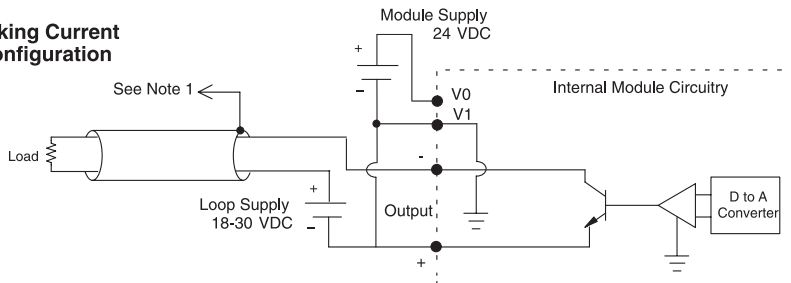 king Current
nfiguration
Module Supply
24 VDC
+
-
See Note 1
V0
V1
Internal Module Circuitry
Load
-
+
Loop Supply
18-30 VDC
-
Output
+
D to A
Converter